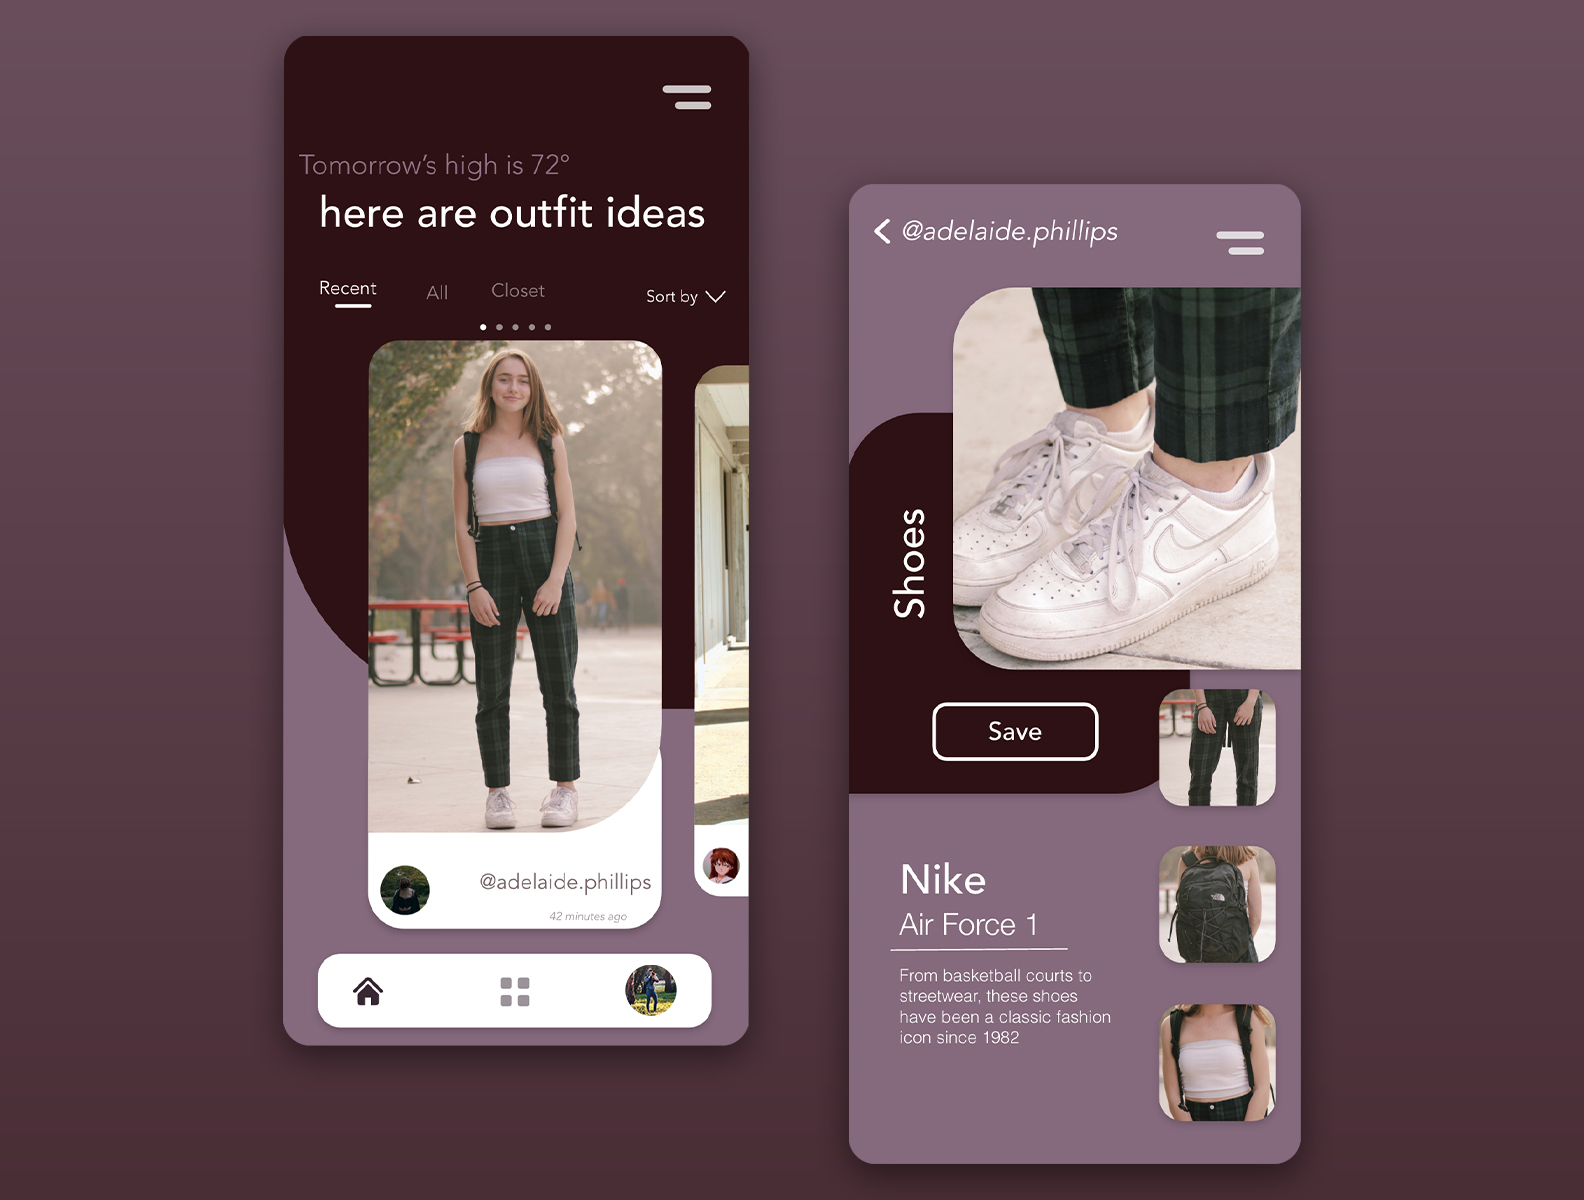 Tomorrow's high is 72°
here are outfit ideas
Recent
All
Closet
Sort by
@adelaide.phillips
42 minutes ago
@adelaide.phillips
Shoes
Save
Nike
Air Force 1
From basketball courts to
streetwear, these shoes
have been a classic fashion
icon since 1982